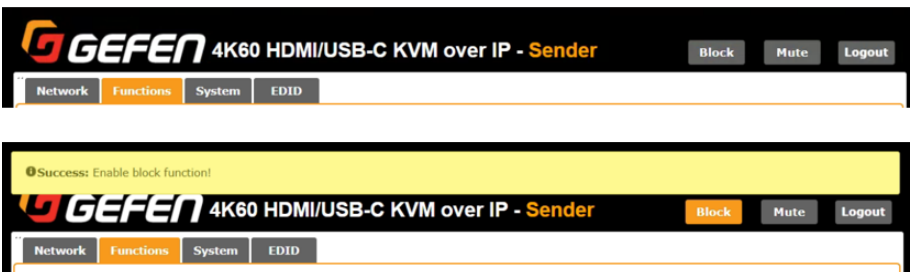 GEFEN 4K60 HDMI/USB-C KVM over IP - Sender Block Mute Logout
Network Functions System EDID
Success: Enable block function!
GEFEN 4K60 HDMI/USB-C KVM over IP - Sender Block Mute Logout
Network Functions System EDID